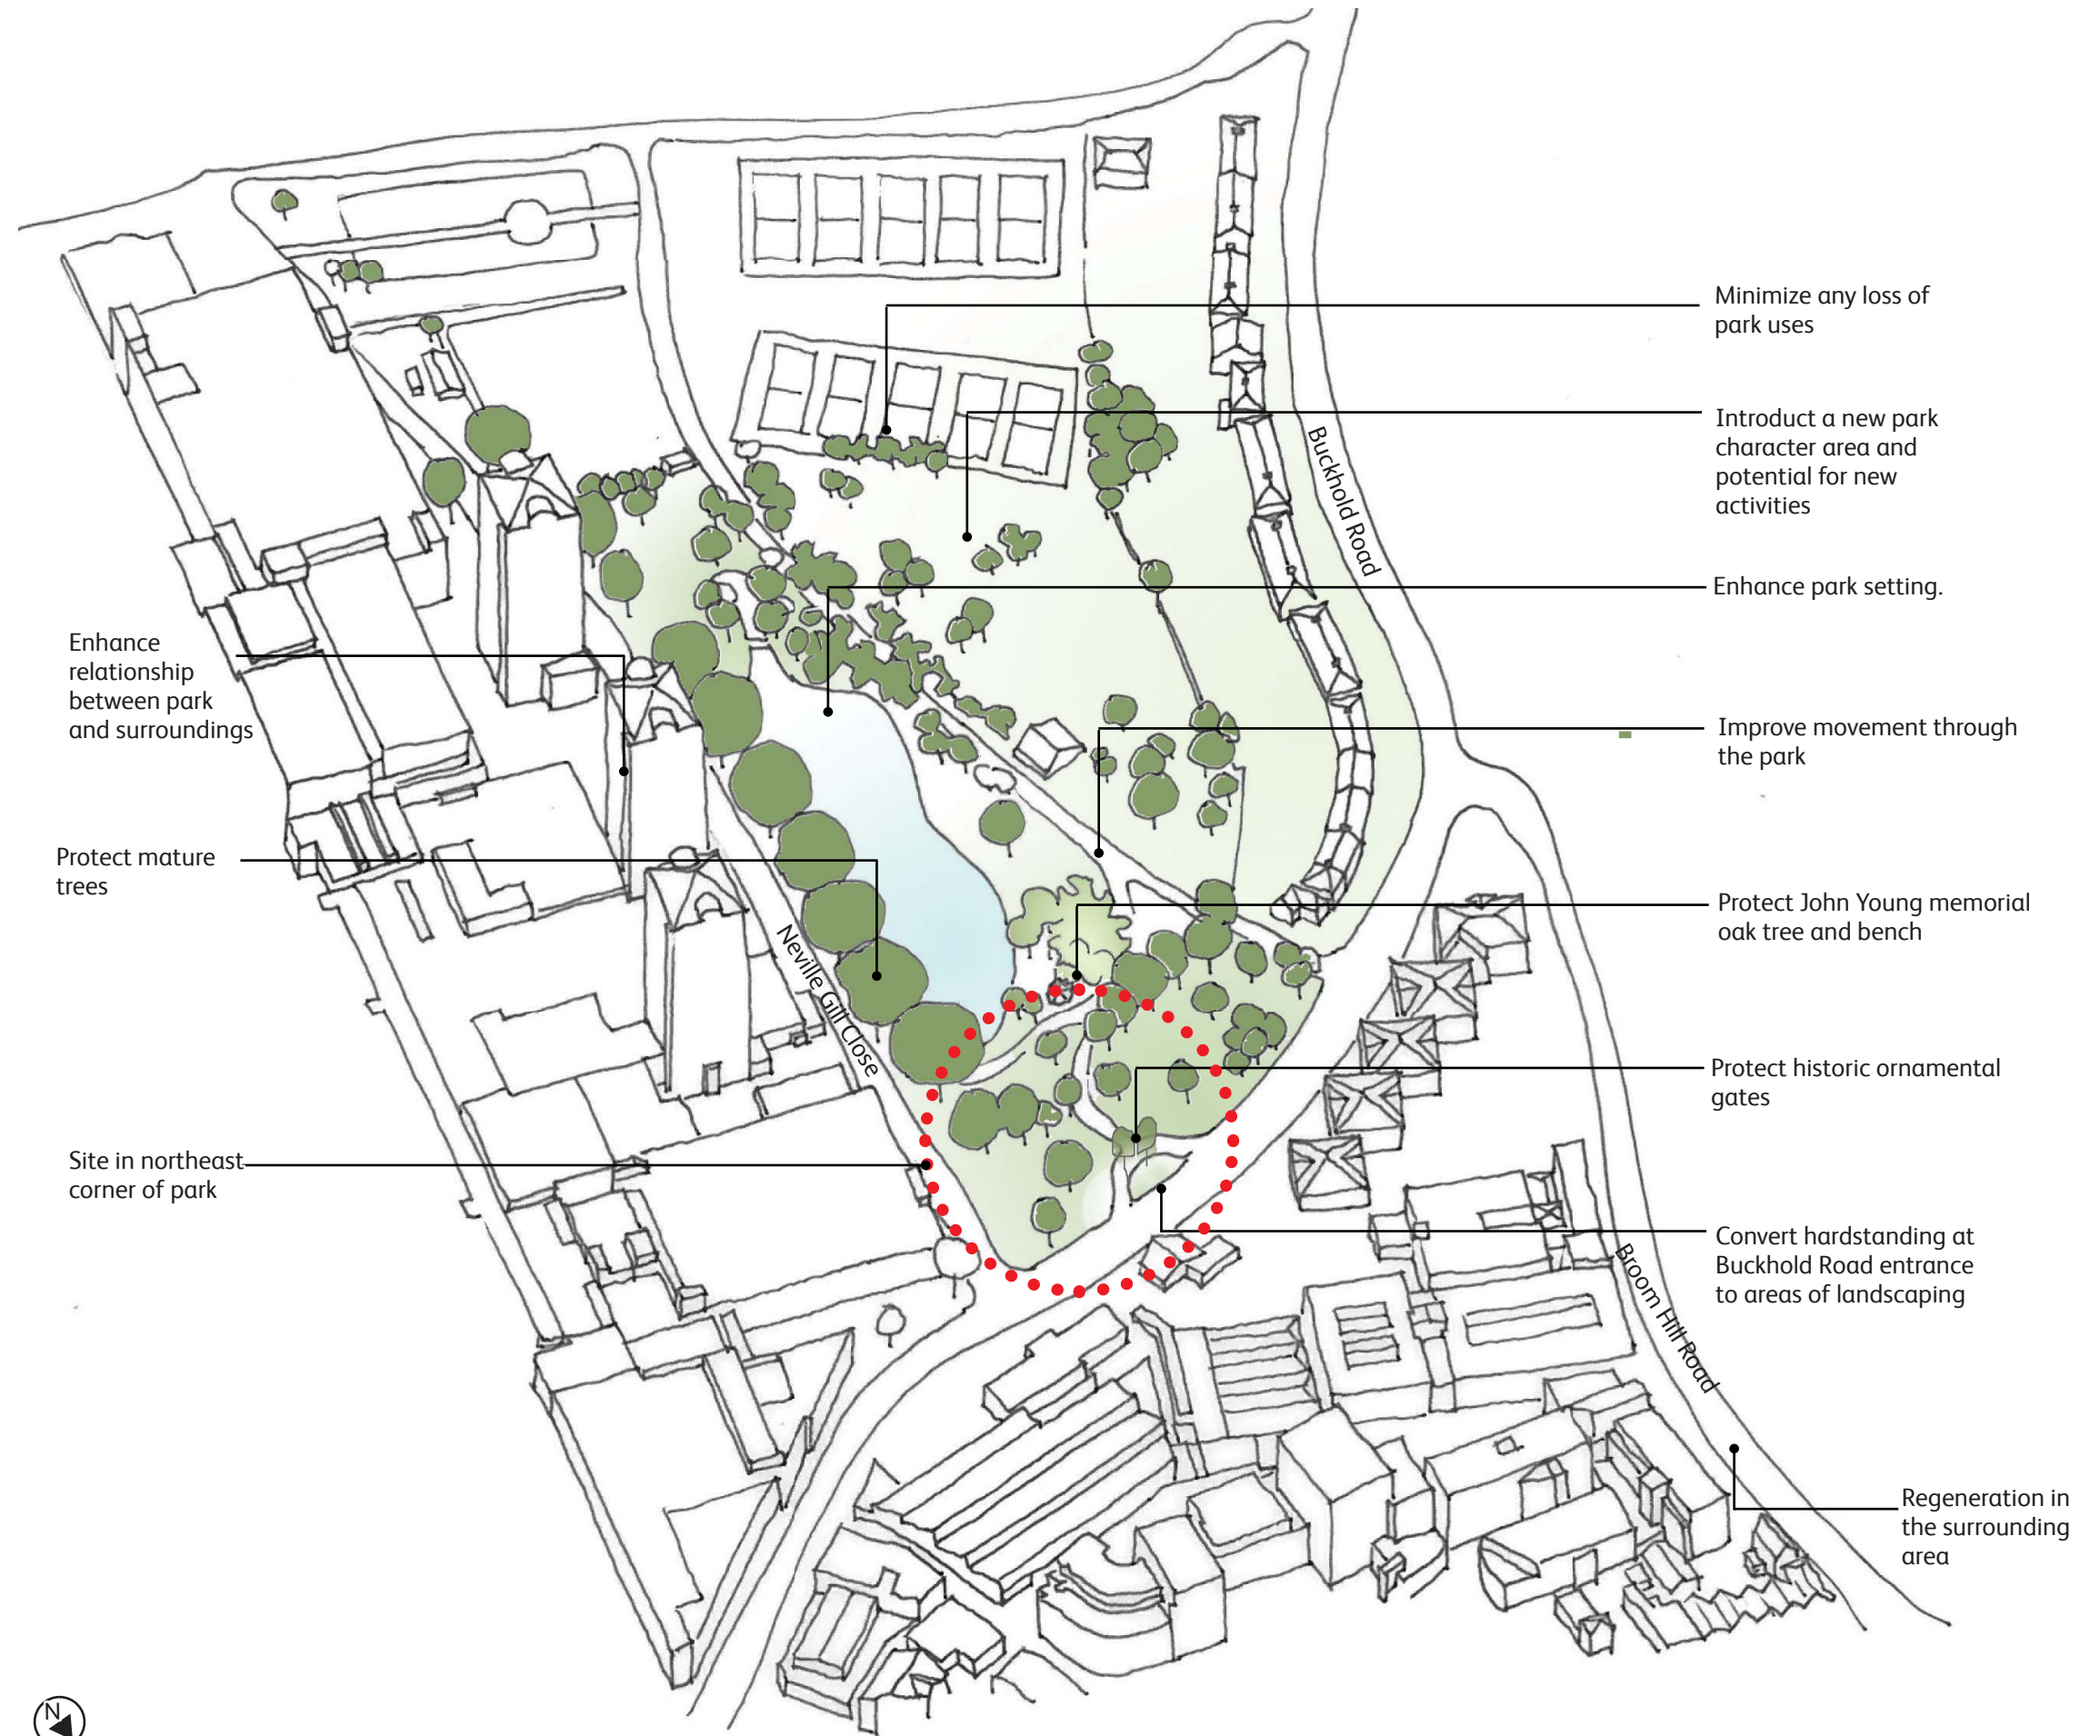 Minimize any loss of
park uses
Introduct a new park
character area and
potential for new
activities
Buckhold Road
Enhance park setting.
Enhance
relationship
between park
and surroundings
Improve movement through
the park
Protect mature
trees
Protect John Young memorial
oak tree and bench
Neville Gill Close
Protect historic ornamental
gates
Site in northeast
corner of park
Convert hardstanding at
Buckhold Road entrance
to areas of landscaping
Broom Hill Road
Regeneration in
the surrounding
area
N